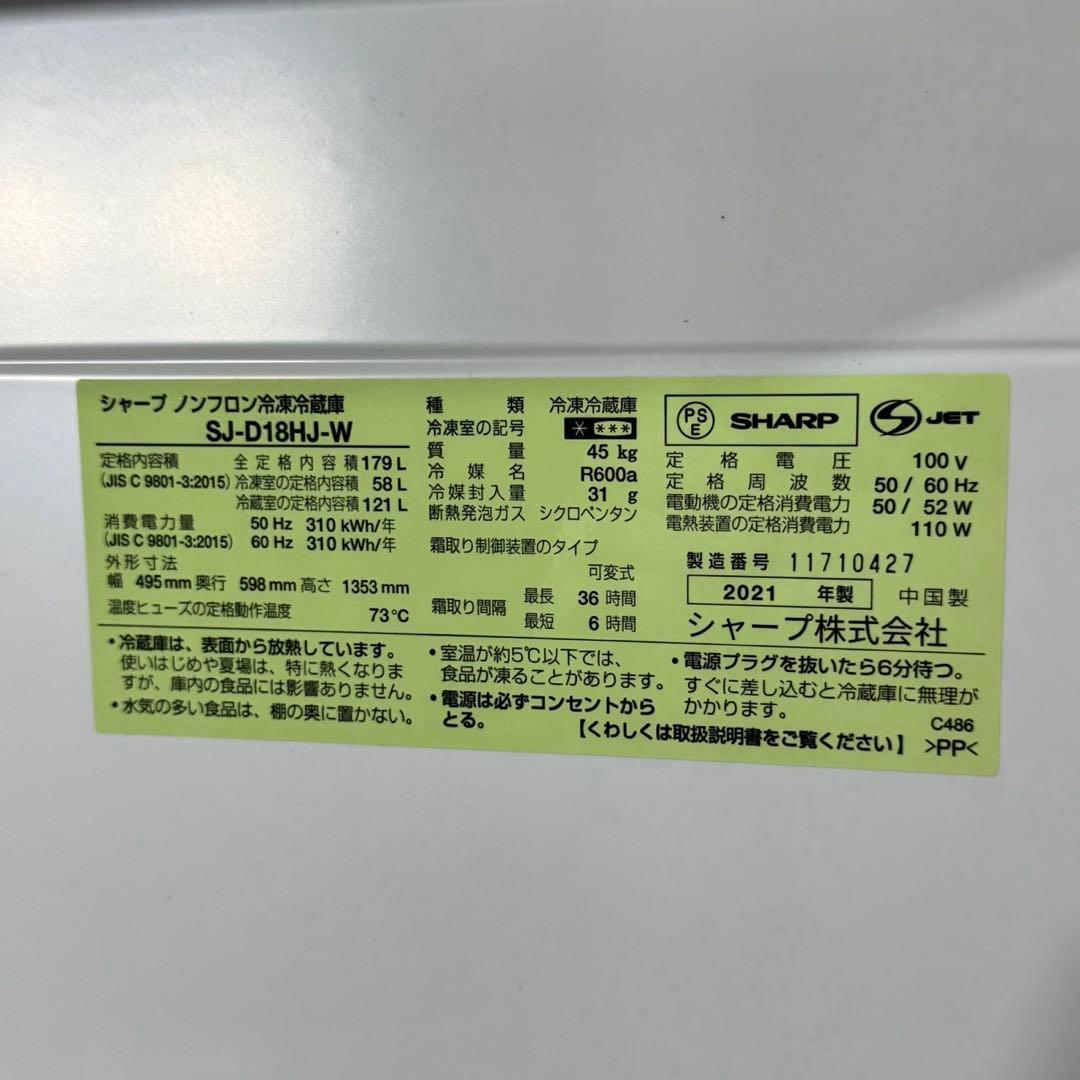 シャープ ノンフロン冷凍冷蔵庫
SJ-D18HJ-W
定格内容積 全定格内容積 179 L
(JIS C 9801-3:2015) 冷凍室の定格内容積 58 L
冷蔵室の定格内容積 121 L
消費電力量 50 Hz 310 kWh/年
(JIS C 9801-3:2015) 60 Hz 310 kWh/年
外形寸法
幅 495 mm 奥行 598 mm 高さ 1353 mm
温度ヒューズの定格動作温度 73℃
種類 冷凍冷蔵庫
冷凍室の記号 * ***
質量 45 kg
冷媒名 R600a
冷媒封入量 31 g
断熱発泡ガス シクロペンタン
霜取り制御装置のタイプ
可変式
霜取り間隔 最長 36 時間
最短 6 時間
PS E SHARP JET
定格電圧 100 V
定格周波数 50 / 60 Hz
電動機の定格消費電力 50 / 52 W
電熱装置の定格消費電力 110 W
製造番号 11710427
2021 年製 中国製
シャープ株式会社
・冷蔵庫は、表面から放熱しています。
使いはじめや夏場は、特に熱くなりま
すが、庫内の食品には影響ありません。
・水気の多い食品は、棚の奥に置かない。
・室温が約5℃以下では、
食品が凍ることがあります。
・電源は必ずコンセントから
とる。
・電源プラグを抜いたら6分待つ。
すぐに差し込むと冷蔵庫に無理が
かかります。
C486
【くわしくは取扱説明書をご覧ください】 >PP<